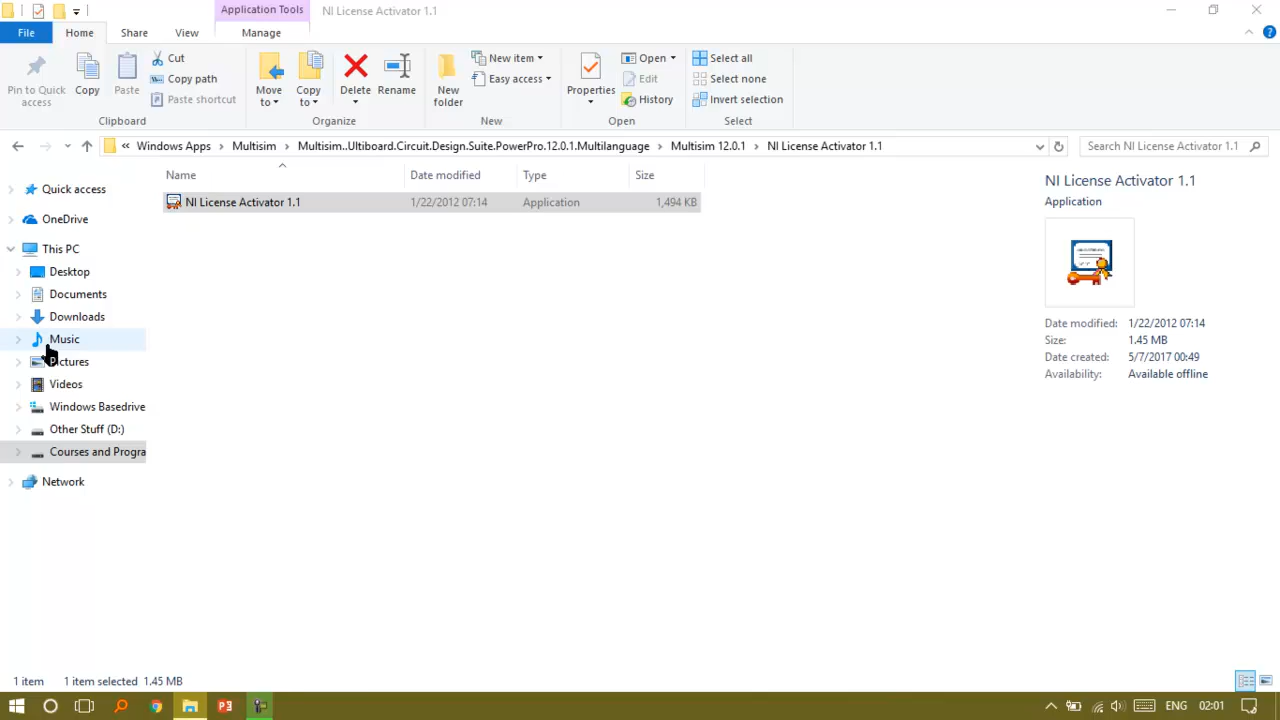 Application Tools
NI License Activator 1.1
File
Home
Share
View
Manage
Pin to Quick access
Copy
Paste
Cut
Copy path
Paste shortcut
Clipboard
Move to
Copy to
Delete
Rename
Organize
New folder
New item
Easy access
New
Properties
Open
Edit
History
Open
Select all
Select none
Invert selection
Select
« Windows Apps > Multisim > Multisim..Ultiboard.Circuit.Design.Suite.PowerPro.12.0.1.Multilanguage > Multisim 12.0.1 > NI License Activator 1.1
Search NI License Activator 1.1
Name
Date modified
Type
Size
NI License Activator 1.1
1/22/2012 07:14
Application
1,494 KB
Quick access
OneDrive
This PC
Desktop
Documents
Downloads
Music
Pictures
Videos
Windows Basedrive
Other Stuff (D:)
Courses and Progra
Network
NI License Activator 1.1
Application
Date modified: 1/22/2012 07:14
Size: 1.45 MB
Date created: 5/7/2017 00:49
Availability: Available offline
1 item
1 item selected 1.45 MB
ENG
02:01